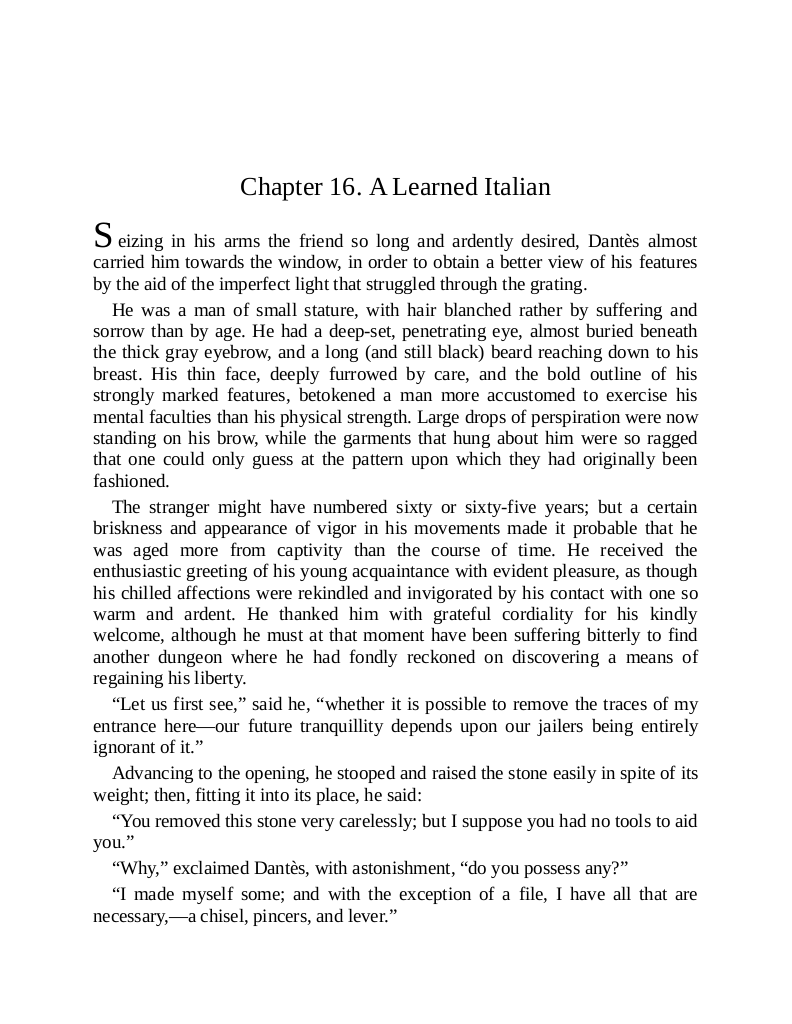 Chapter 16. A Learned Italian
Seizing in his arms the friend so long and ardently desired, Dantès almost
carried him towards the window, in order to obtain a better view of his features
by the aid of the imperfect light that struggled through the grating.
He was a man of small stature, with hair blanched rather by suffering and
sorrow than by age. He had a deep-set, penetrating eye, almost buried beneath
the thick gray eyebrow, and a long (and still black) beard reaching down to his
breast. His thin face, deeply furrowed by care, and the bold outline of his
strongly marked features, betokened a man more accustomed to exercise his
mental faculties than his physical strength. Large drops of perspiration were now
standing on his brow, while the garments that hung about him were so ragged
that one could only guess at the pattern upon which they had originally been
fashioned.
The stranger might have numbered sixty or sixty-five years; but a certain
briskness and appearance of vigor in his movements made it probable that he
was aged more from captivity than the course of time. He received the
enthusiastic greeting of his young acquaintance with evident pleasure, as though
his chilled affections were rekindled and invigorated by his contact with one so
warm and ardent. He thanked him with grateful cordiality for his kindly
welcome, although he must at that moment have been suffering bitterly to find
another dungeon where he had fondly reckoned on discovering a means of
regaining his liberty.
“Let us first see,” said he, “whether it is possible to remove the traces of my
entrance here—our future tranquillity depends upon our jailers being entirely
ignorant of it.”
Advancing to the opening, he stooped and raised the stone easily in spite of its
weight; then, fitting it into its place, he said:
“You removed this stone very carelessly; but I suppose you had no tools to aid
you.”
“Why,” exclaimed Dantès, with astonishment, “do you possess any?”
“I made myself some; and with the exception of a file, I have all that are
necessary,—a chisel, pincers, and lever.”